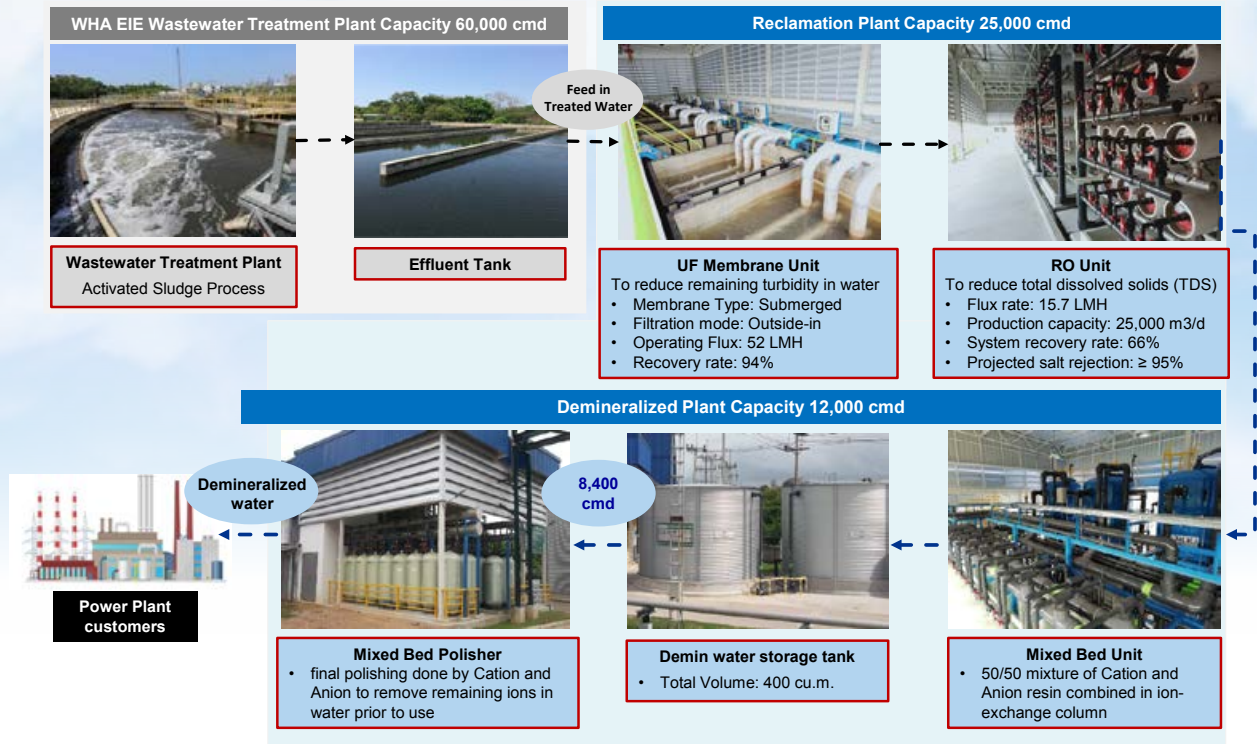 WHA EIE Wastewater Treatment Plant Capacity 60,000 cmd
Reclamation Plant Capacity 25,000 cmd
Feed in
Treated Water
Wastewater Treatment Plant
Activated Sludge Process
Effluent Tank
UF Membrane Unit
To reduce remaining turbidity in water
• Membrane Type: Submerged
• Filtration mode: Outside-in
• Operating Flux: 52 LMH
• Recovery rate: 94%
RO Unit
To reduce total dissolved solids (TDS)
• Flux rate: 15.7 LMH
• Production capacity: 25,000 m3/d
• System recovery rate: 66%
• Projected salt rejection: ≥ 95%
Demineralized Plant Capacity 12,000 cmd
Demineralized
water
8,400
cmd
Power Plant
customers
Mixed Bed Polisher
• final polishing done by Cation and
Anion to remove remaining ions in
water prior to use
Demin water storage tank
• Total Volume: 400 cu.m.
Mixed Bed Unit
• 50/50 mixture of Cation and
Anion resin combined in ion-
exchange column